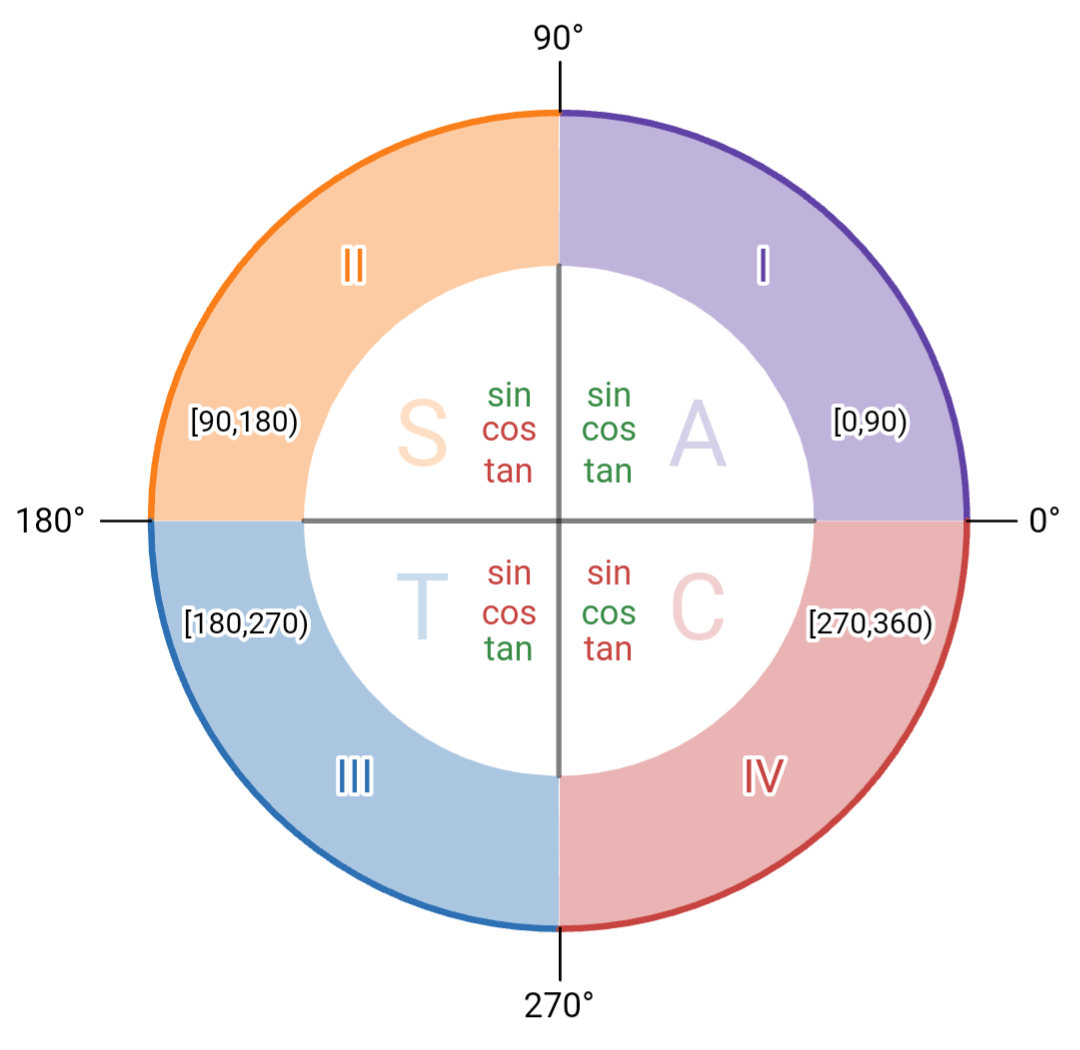 90°
II
I
S
sin
cos
tan
sin
cos
tan
A
[90,180)
[0,90)
180°
0°
T
sin
cos
tan
sin
cos
tan
C
[180,270)
[270,360)
III
IV
270°